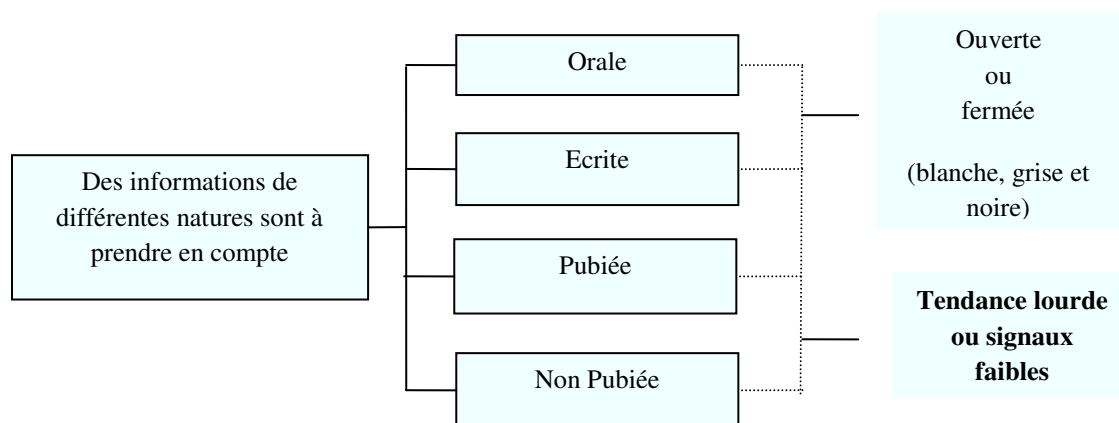 Des informations de
différentes natures sont à
prendre en compte
Orale
Ecrite
Pubiée
Non Pubiée
Ouverte
ou
fermée
(blanche, grise et
noire)
Tendance lourde
ou signaux
faibles